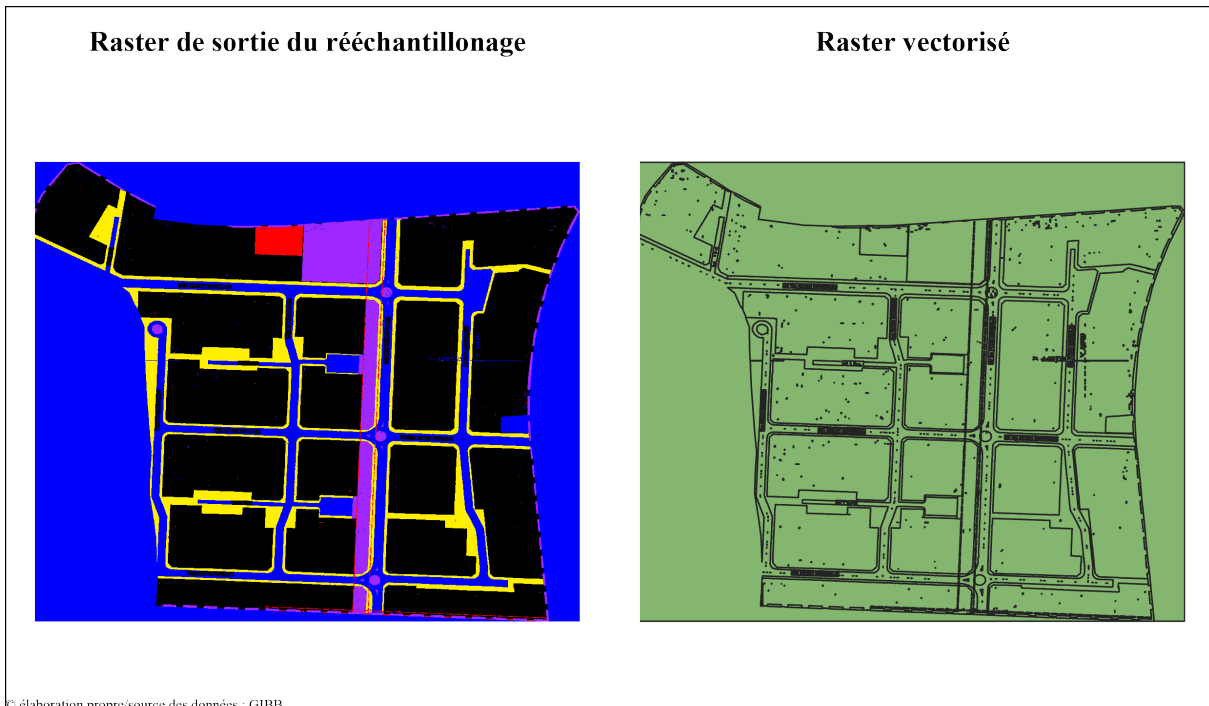 Raster de sortie du rééchantillonage
Raster vectorisé
© élaboration propre/source des données : GIBB